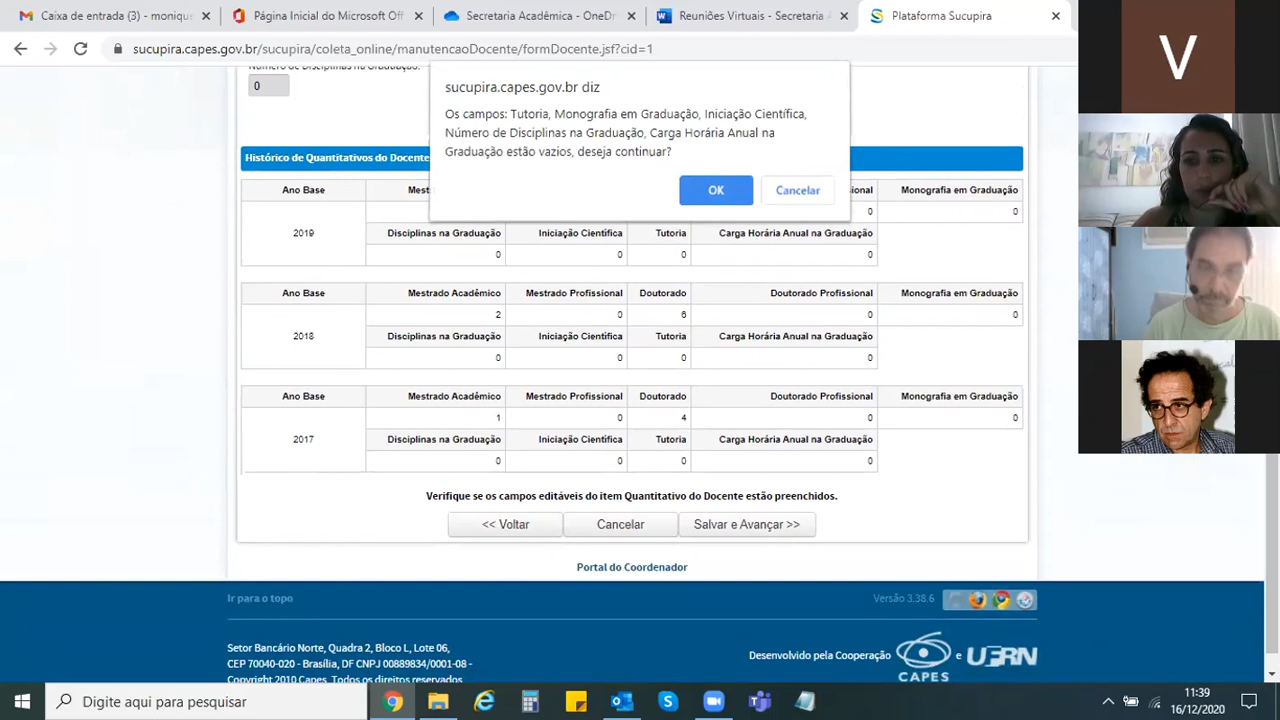 Caixa de entrada (3) - moniqu
Página Inicial do Microsoft Off
Secretaria Acadêmica - OneDr
Reuniões Virtuais - Secretaria A
Plataforma Sucupira
sucupira.capes.gov.br/sucupira/coleta_online/manutencaoDocente/formDocente.jsf?cid=1
Número de Disciplinas na Graduação:
0
sucupira.capes.gov.br diz
Os campos: Tutoria, Monografia em Graduação, Iniciação Científica,
Número de Disciplinas na Graduação, Carga Horária Anual na
Graduação estão vazios, deseja continuar?
OK Cancelar
V
Histórico de Quantitativos do Docente
Ano Base Mest Monografia em Graduação
0 0
2019
Disciplinas na Graduação Iniciação Científica Tutoria Carga Horária Anual na Graduação
0 0 0 0
Ano Base Mestrado Acadêmico Mestrado Profissional Doutorado Doutorado Profissional Monografia em Graduação
2 0 6 0 0
2018
Disciplinas na Graduação Iniciação Científica Tutoria Carga Horária Anual na Graduação
0 0 0 0
Ano Base Mestrado Acadêmico Mestrado Profissional Doutorado Doutorado Profissional Monografia em Graduação
1 0 4 0 0
2017
Disciplinas na Graduação Iniciação Científica Tutoria Carga Horária Anual na Graduação
0 0 0 0
Verifique se os campos editáveis do item Quantitativo do Docente estão preenchidos.
<< Voltar Cancelar Salvar e Avançar >>
Portal do Coordenador
Ir para o topo
Versão 3.38.6
Setor Bancário Norte, Quadra 2, Bloco L, Lote 06,
CEP 70040-020 - Brasília, DF CNPJ 00889834/0001-08 -
Copyright 2010 Capes. Todos os direitos
Desenvolvido pela Cooperação CAPES e UFRN
Digite aqui para pesquisar
11:39
16/12/2020